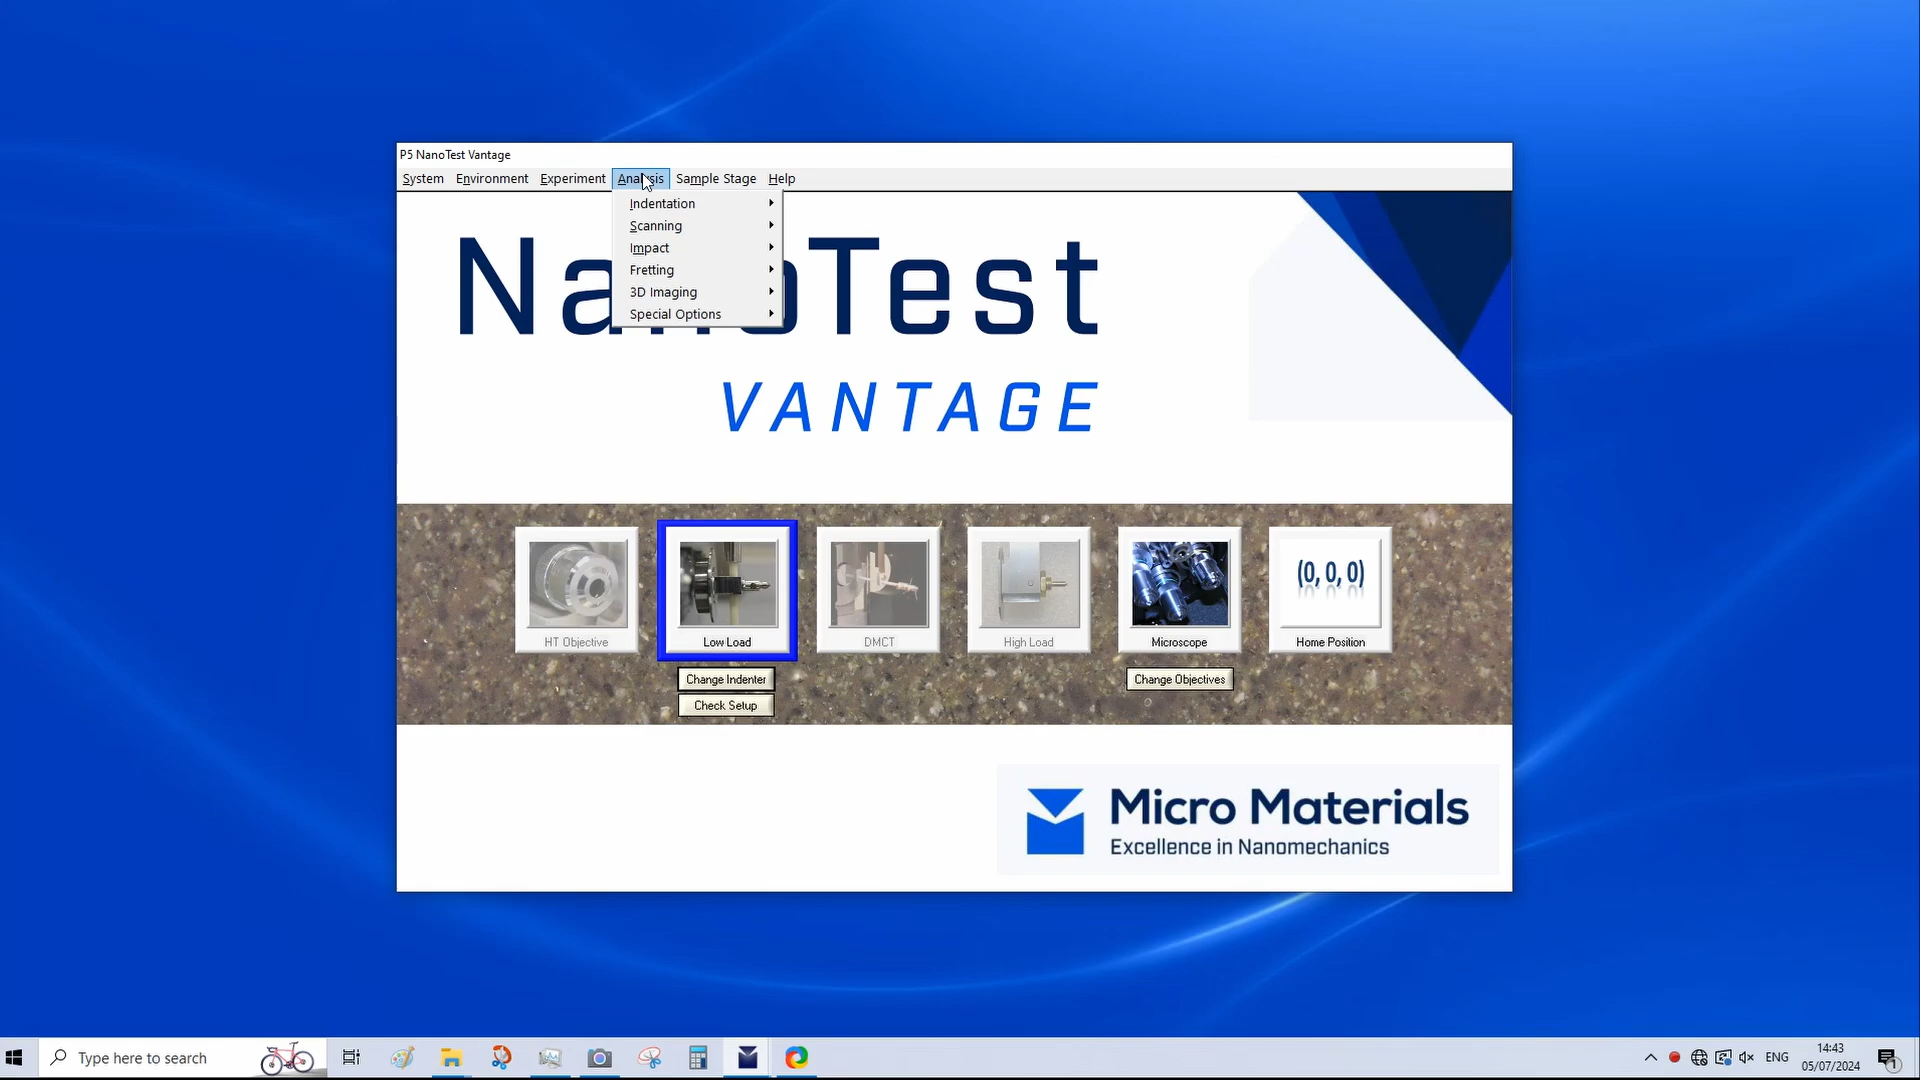 P5 NanoTest Vantage
System Environment Experiment Analysis Sample Stage Help
Indentation
Scanning
Impact
Fretting
3D Imaging
Special Options
NanoTest
VANTAGE
(0, 0, 0)
HT Objective Low Load DMCT High Load Microscope Home Position
Change Indenter Change Objectives
Check Setup
Micro Materials
Excellence in Nanomechanics
Type here to search
ENG
14:43
05/07/2024
1